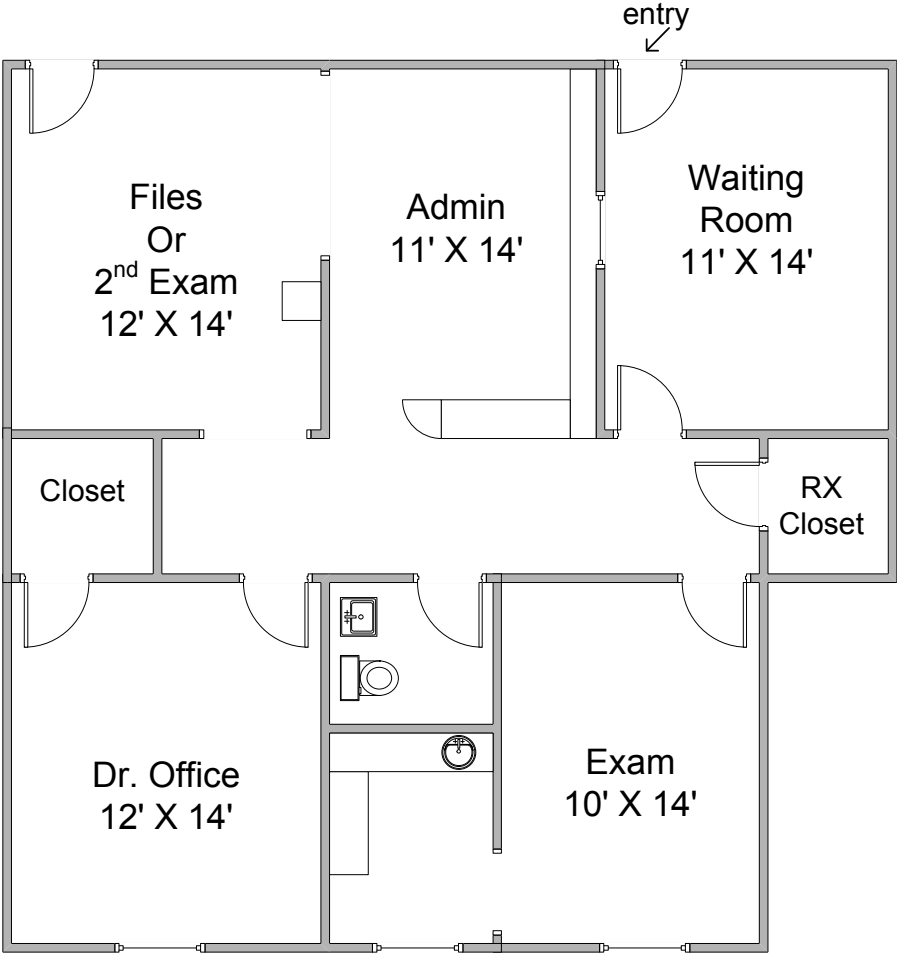 entry
Files
Or
2nd Exam
12' X 14'
Admin
11' X 14'
Waiting
Room
11' X 14'
Closet
RX
Closet
Dr. Office
12' X 14'
Exam
10' X 14'